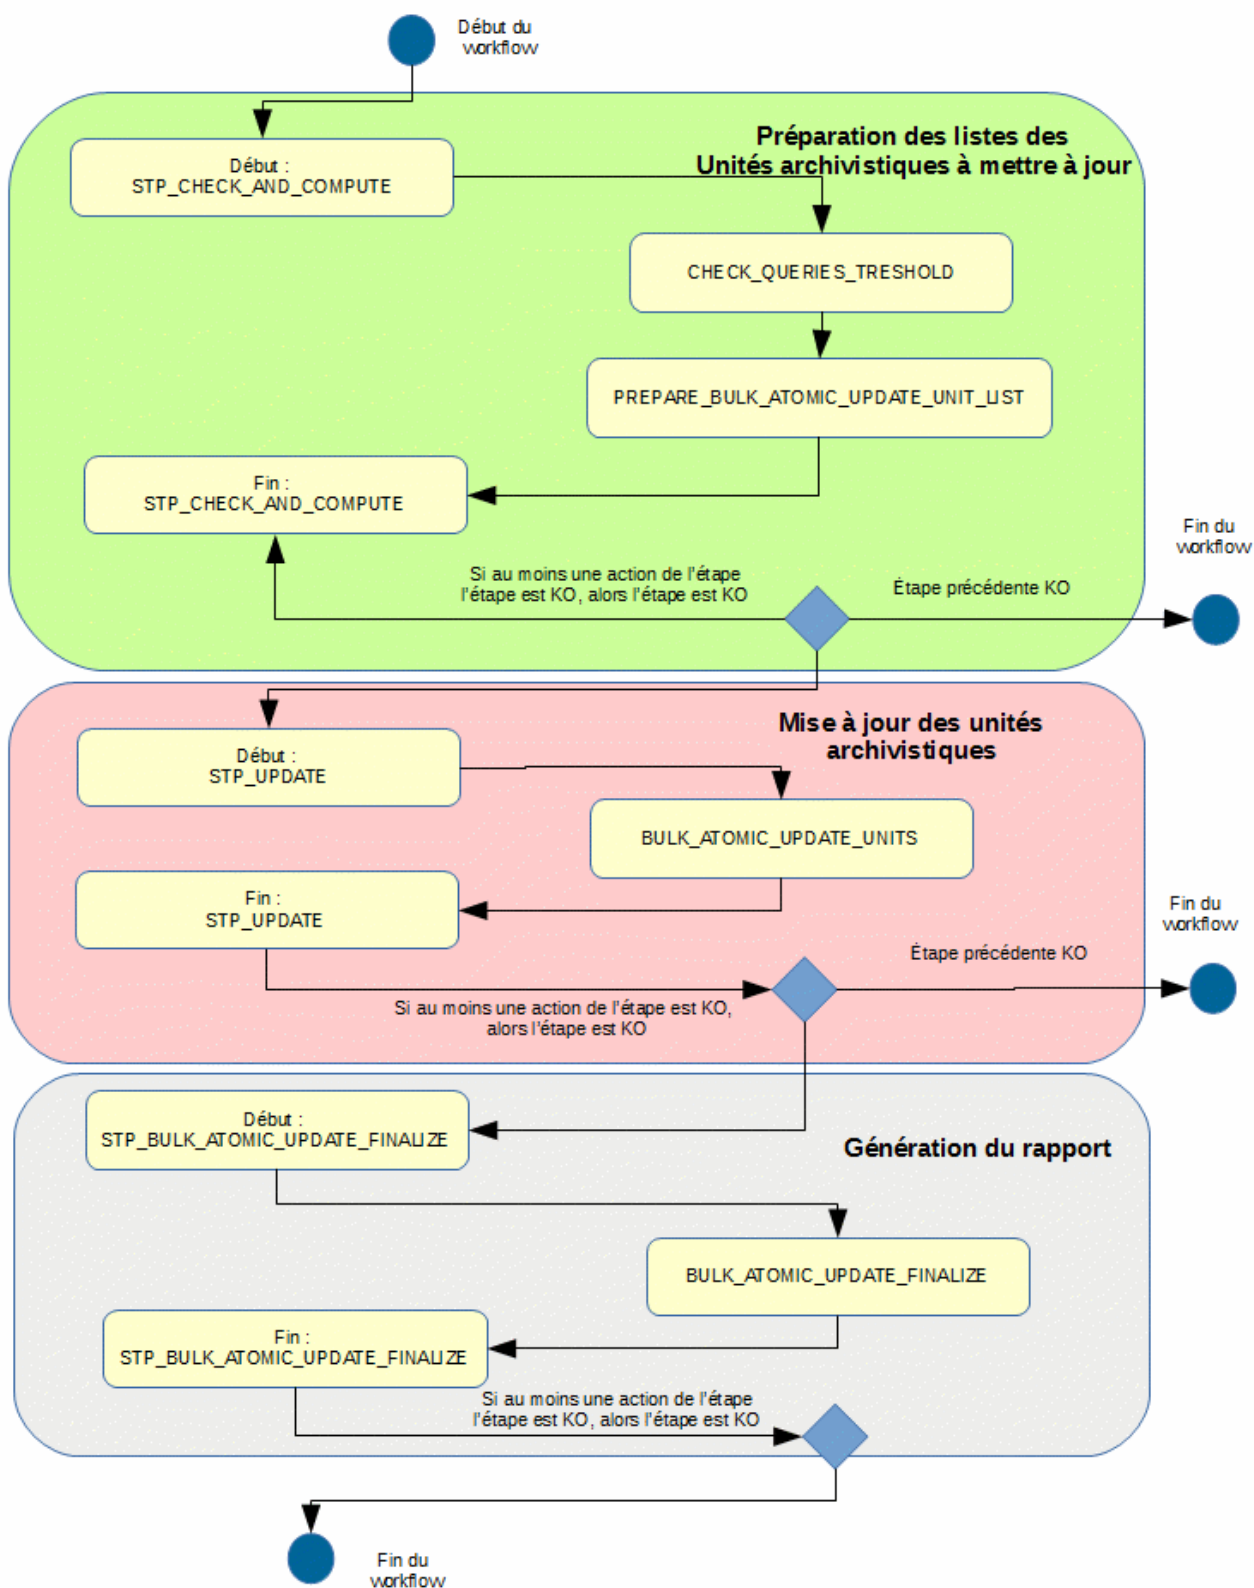 Début du
workflow
Préparation des listes des
Unités archivistiques à mettre à jour
Début :
STP_CHECK_AND_COMPUTE
CHECK_QUERIES_TRESHOLD
PREPARE_BULK_ATOMIC_UPDATE_UNIT_LIST
Fin :
STP_CHECK_AND_COMPUTE
Fin du
workflow
Si au moins une action de l'étape
l'étape est KO, alors l'étape est KO
Étape précédente KO
Mise à jour des unités
archivistiques
Début :
STP_UPDATE
BULK_ATOMIC_UPDATE_UNITS
Fin :
STP_UPDATE
Fin du
workflow
Étape précédente KO
Si au moins une action de l'étape est KO,
alors l'étape est KO
Début :
STP_BULK_ATOMIC_UPDATE_FINALIZE
Génération du rapport
BULK_ATOMIC_UPDATE_FINALIZE
Fin :
STP_BULK_ATOMIC_UPDATE_FINALIZE
Si au moins une action de l'étape
l'étape est KO, alors l'étape est KO
Fin du
workflow